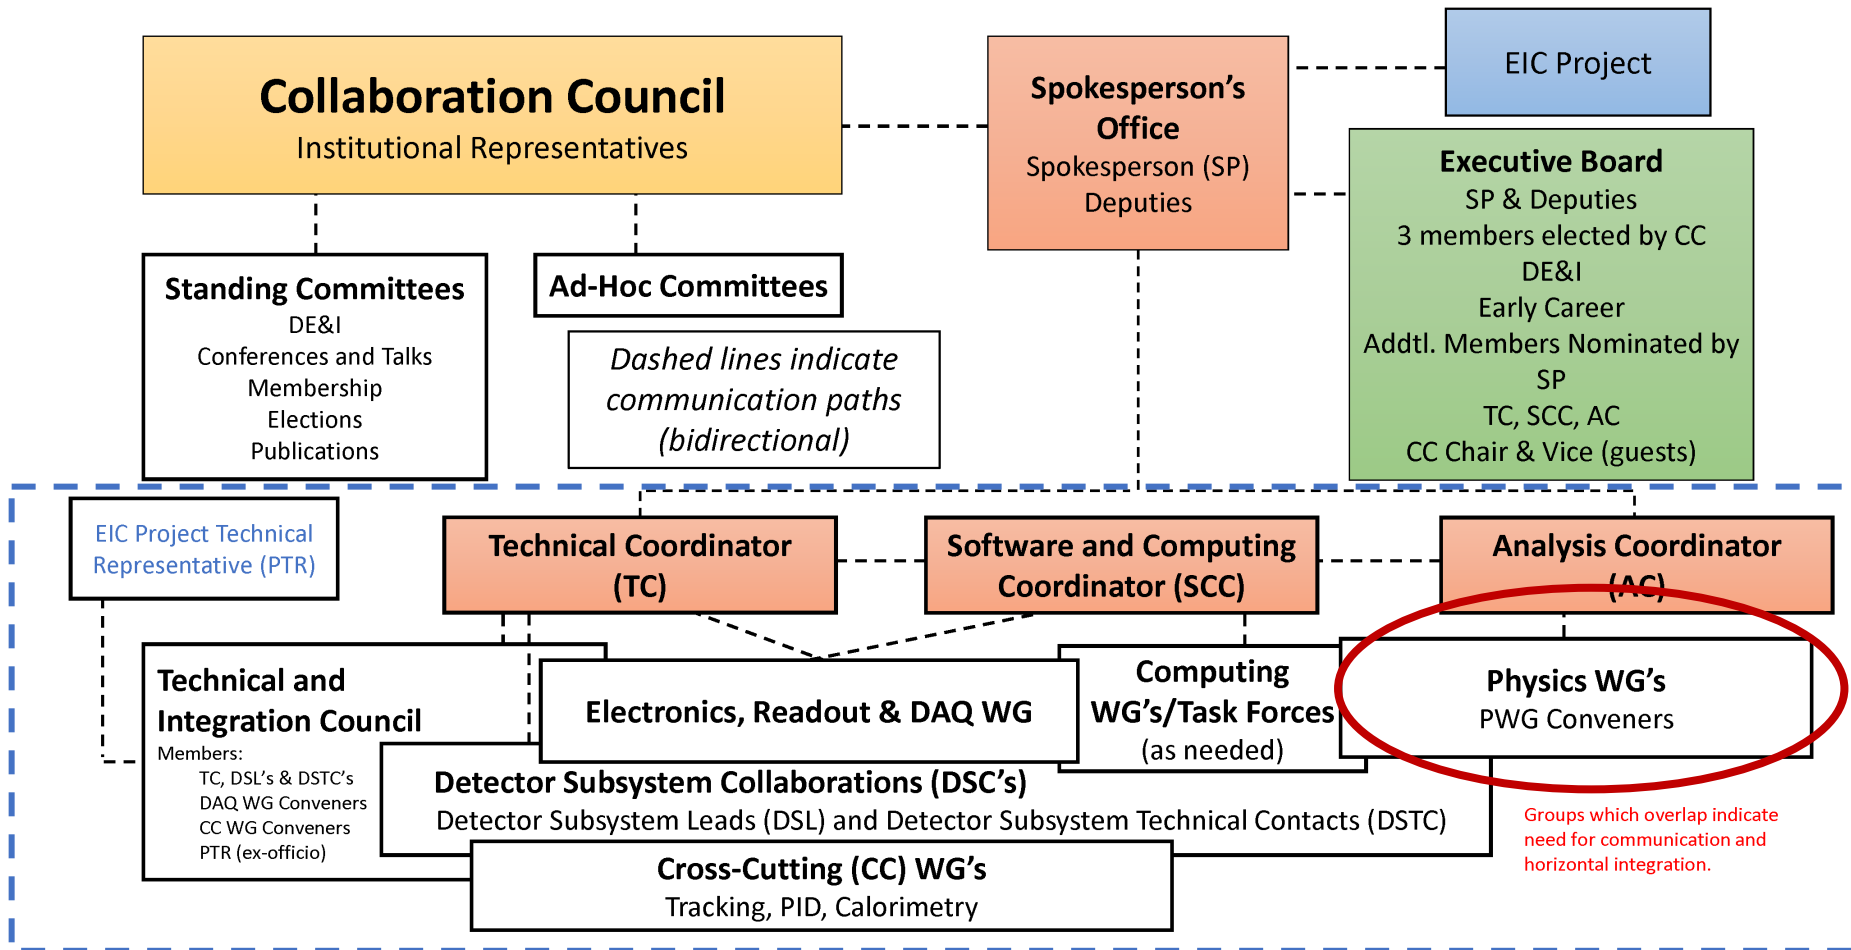 Collaboration Council
Institutional Representatives
Spokesperson's
Office
Spokesperson (SP)
Deputies
EIC Project
Executive Board
SP & Deputies
3 members elected by CC
DE&I
Early Career
Addtl. Members Nominated by
SP
TC, SCC, AC
CC Chair & Vice (guests)
Standing Committees
DE&I
Conferences and Talks
Membership
Elections
Publications
Ad-Hoc Committees
Dashed lines indicate
communication paths
(bidirectional)
EIC Project Technical
Representative (PTR)
Technical Coordinator
(TC)
Software and Computing
Coordinator (SCC)
Analysis Coordinator
(AC)
Technical and
Integration Council
Members:
TC, DSL's & DSTC's
DAQ WG Conveners
CC WG Conveners
PTR (ex-officio)
Electronics, Readout & DAQ WG
Computing
WG's/Task Forces
(as needed)
Physics WG's
PWG Conveners
Detector Subsystem Collaborations (DSC's)
Detector Subsystem Leads (DSL) and Detector Subsystem Technical Contacts (DSTC)
Cross-Cutting (CC) WG's
Tracking, PID, Calorimetry
Groups which overlap indicate
need for communication and
horizontal integration.